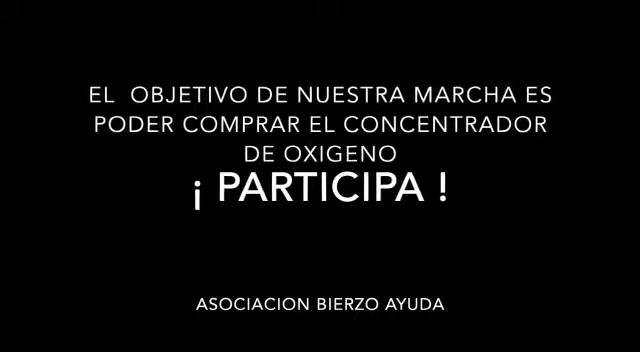 EL OBJETIVO DE NUESTRA MARCHA ES
PODER COMPRAR EL CONCENTRADOR
DE OXIGENO
¡ PARTICIPA !
ASOCIACION BIERZO AYUDA